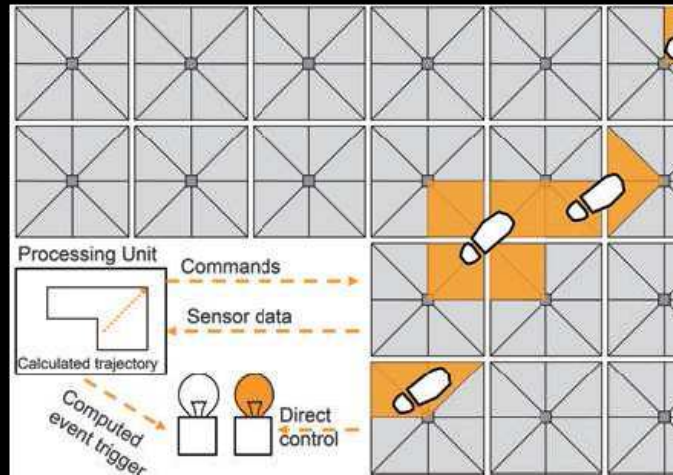 Processing Unit
Commands
Sensor data
Calculated trajectory
Computed
event trigger
Direct
control